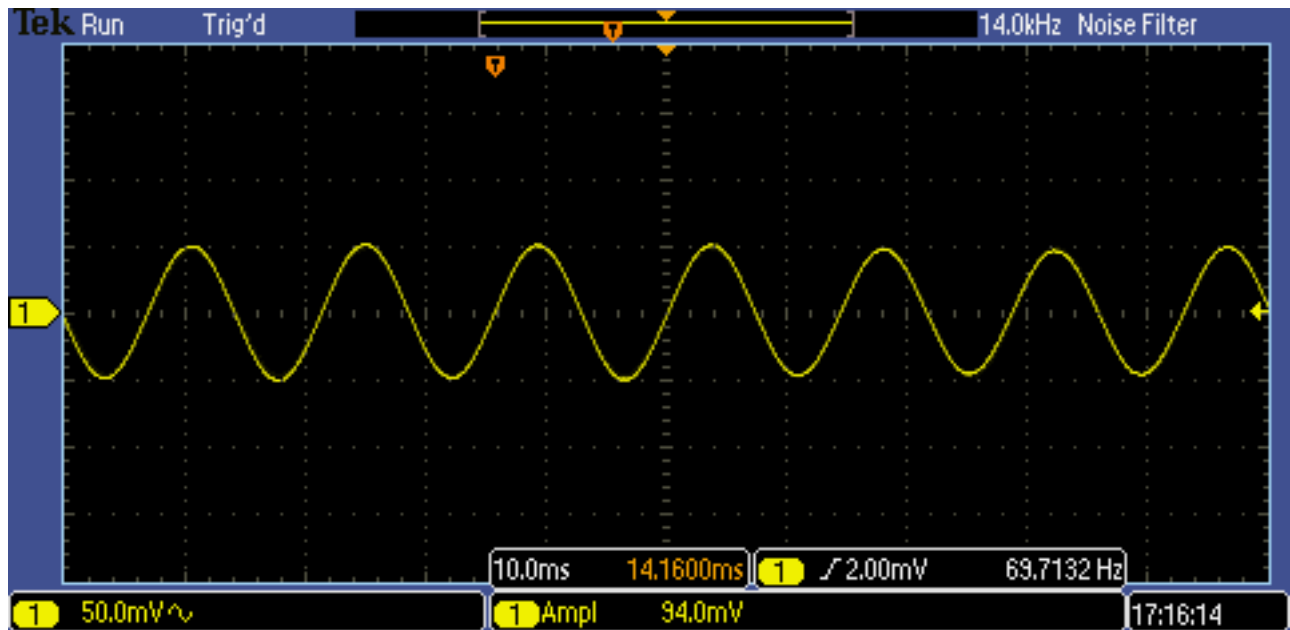 Tek Run Trig'd 14.0kHz Noise Filter
T
T
1
10.0ms 14.1600ms 1 2.00mV 69.7132 Hz
1 50.0mV 1 Ampl 94.0mV 17:16:14